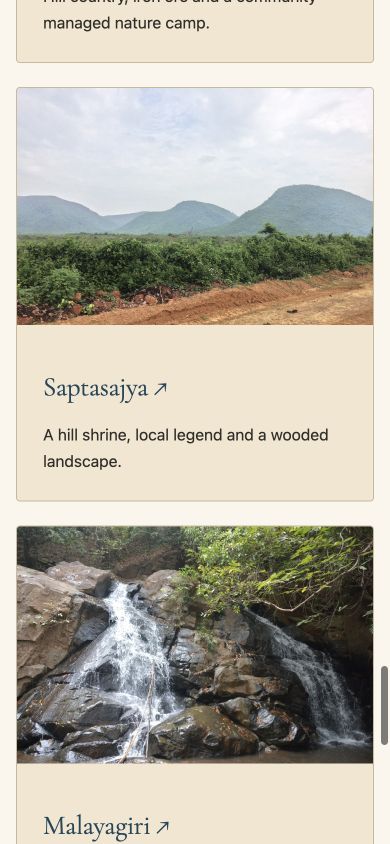 managed nature camp.
Saptasajya ↗
A hill shrine, local legend and a wooded
landscape.
Malayagiri ↗